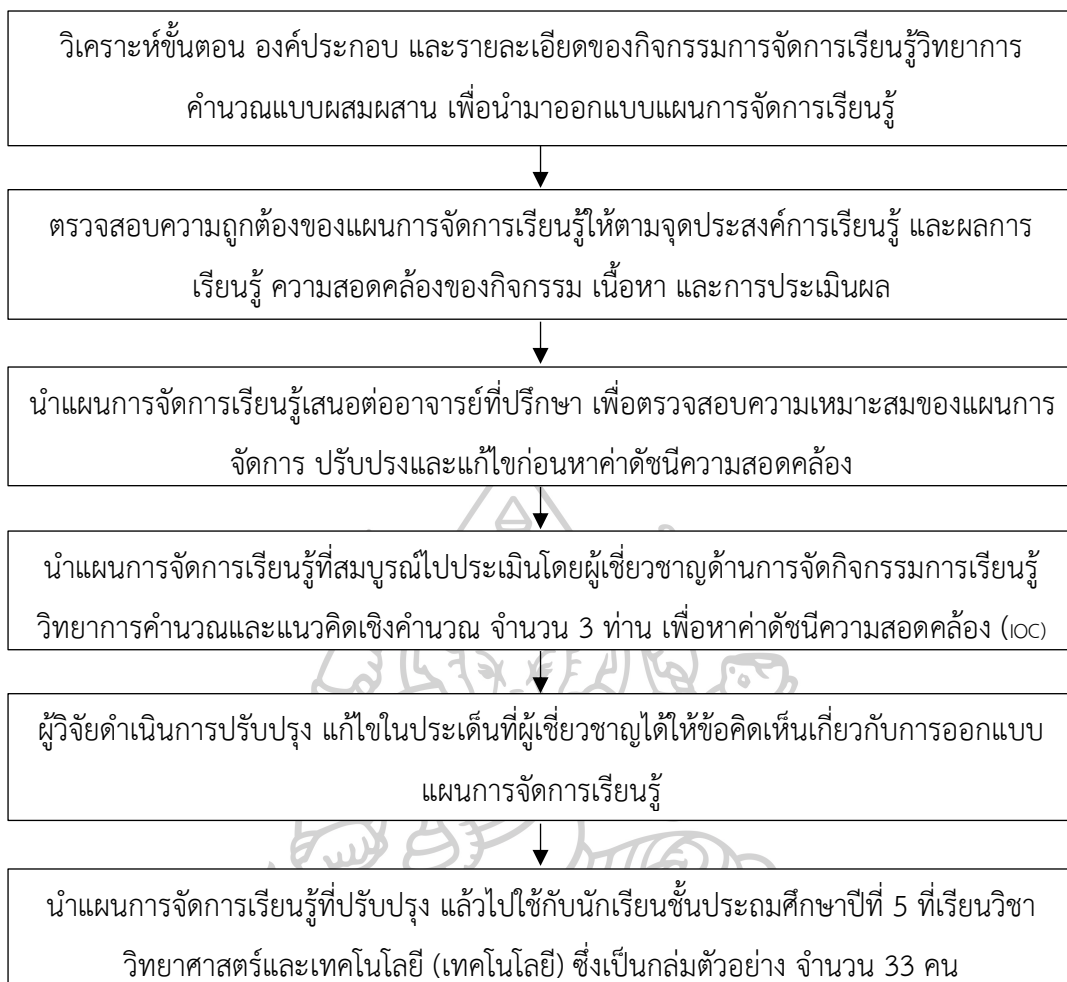 วิเคราะห์ขั้นตอน องค์ประกอบ และรายละเอียดของกิจกรรมการจัดการเรียนรู้วิทยาการ
คำนวณแบบผสมผสาน เพื่อนำมาออกแบบแผนการจัดการเรียนรู้
ตรวจสอบความถูกต้องของแผนการจัดการเรียนรู้ให้ตามจุดประสงค์การเรียนรู้ และผลการ
เรียนรู้ ความสอดคล้องของกิจกรรม เนื้อหา และการประเมินผล
นำแผนการจัดการเรียนรู้เสนอต่ออาจารย์ที่ปรึกษา เพื่อตรวจสอบความเหมาะสมของแผนการ
จัดการ ปรับปรุงและแก้ไขก่อนหาค่าดัชนีความสอดคล้อง
นำแผนการจัดการเรียนรู้ที่สมบูรณ์ไปประเมินโดยผู้เชี่ยวชาญด้านการจัดกิจกรรมการเรียนรู้
วิทยาการคำนวณและแนวคิดเชิงคำนวณ จำนวน 3 ท่าน เพื่อหาค่าดัชนีความสอดคล้อง (IOC)
ผู้วิจัยดำเนินการปรับปรุง แก้ไขในประเด็นที่ผู้เชี่ยวชาญได้ให้ข้อคิดเห็นเกี่ยวกับการออกแบบ
แผนการจัดการเรียนรู้
นำแผนการจัดการเรียนรู้ที่ปรับปรุง แล้วไปใช้กับนักเรียนชั้นประถมศึกษาปีที่ 5 ที่เรียนวิชา
วิทยาศาสตร์และเทคโนโลยี (เทคโนโลยี) ซึ่งเป็นกลุ่มตัวอย่าง จำนวน 33 คน